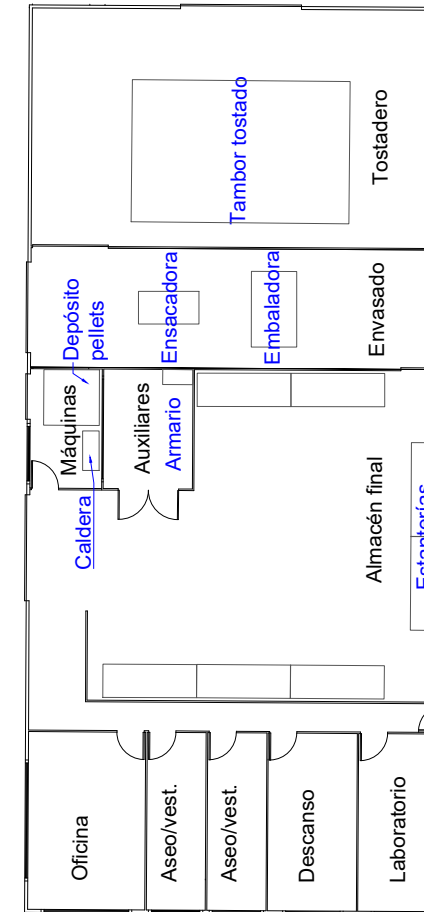 Tambor tostado
Tostadero
Depósito
pellets
Ensacadora
Embaladora
Envasado
Máquinas
Caldera
Auxiliares
Armario
Almacén final
Estanterías
Oficina
Aseo/vest.
Aseo/vest.
Descanso
Laboratorio